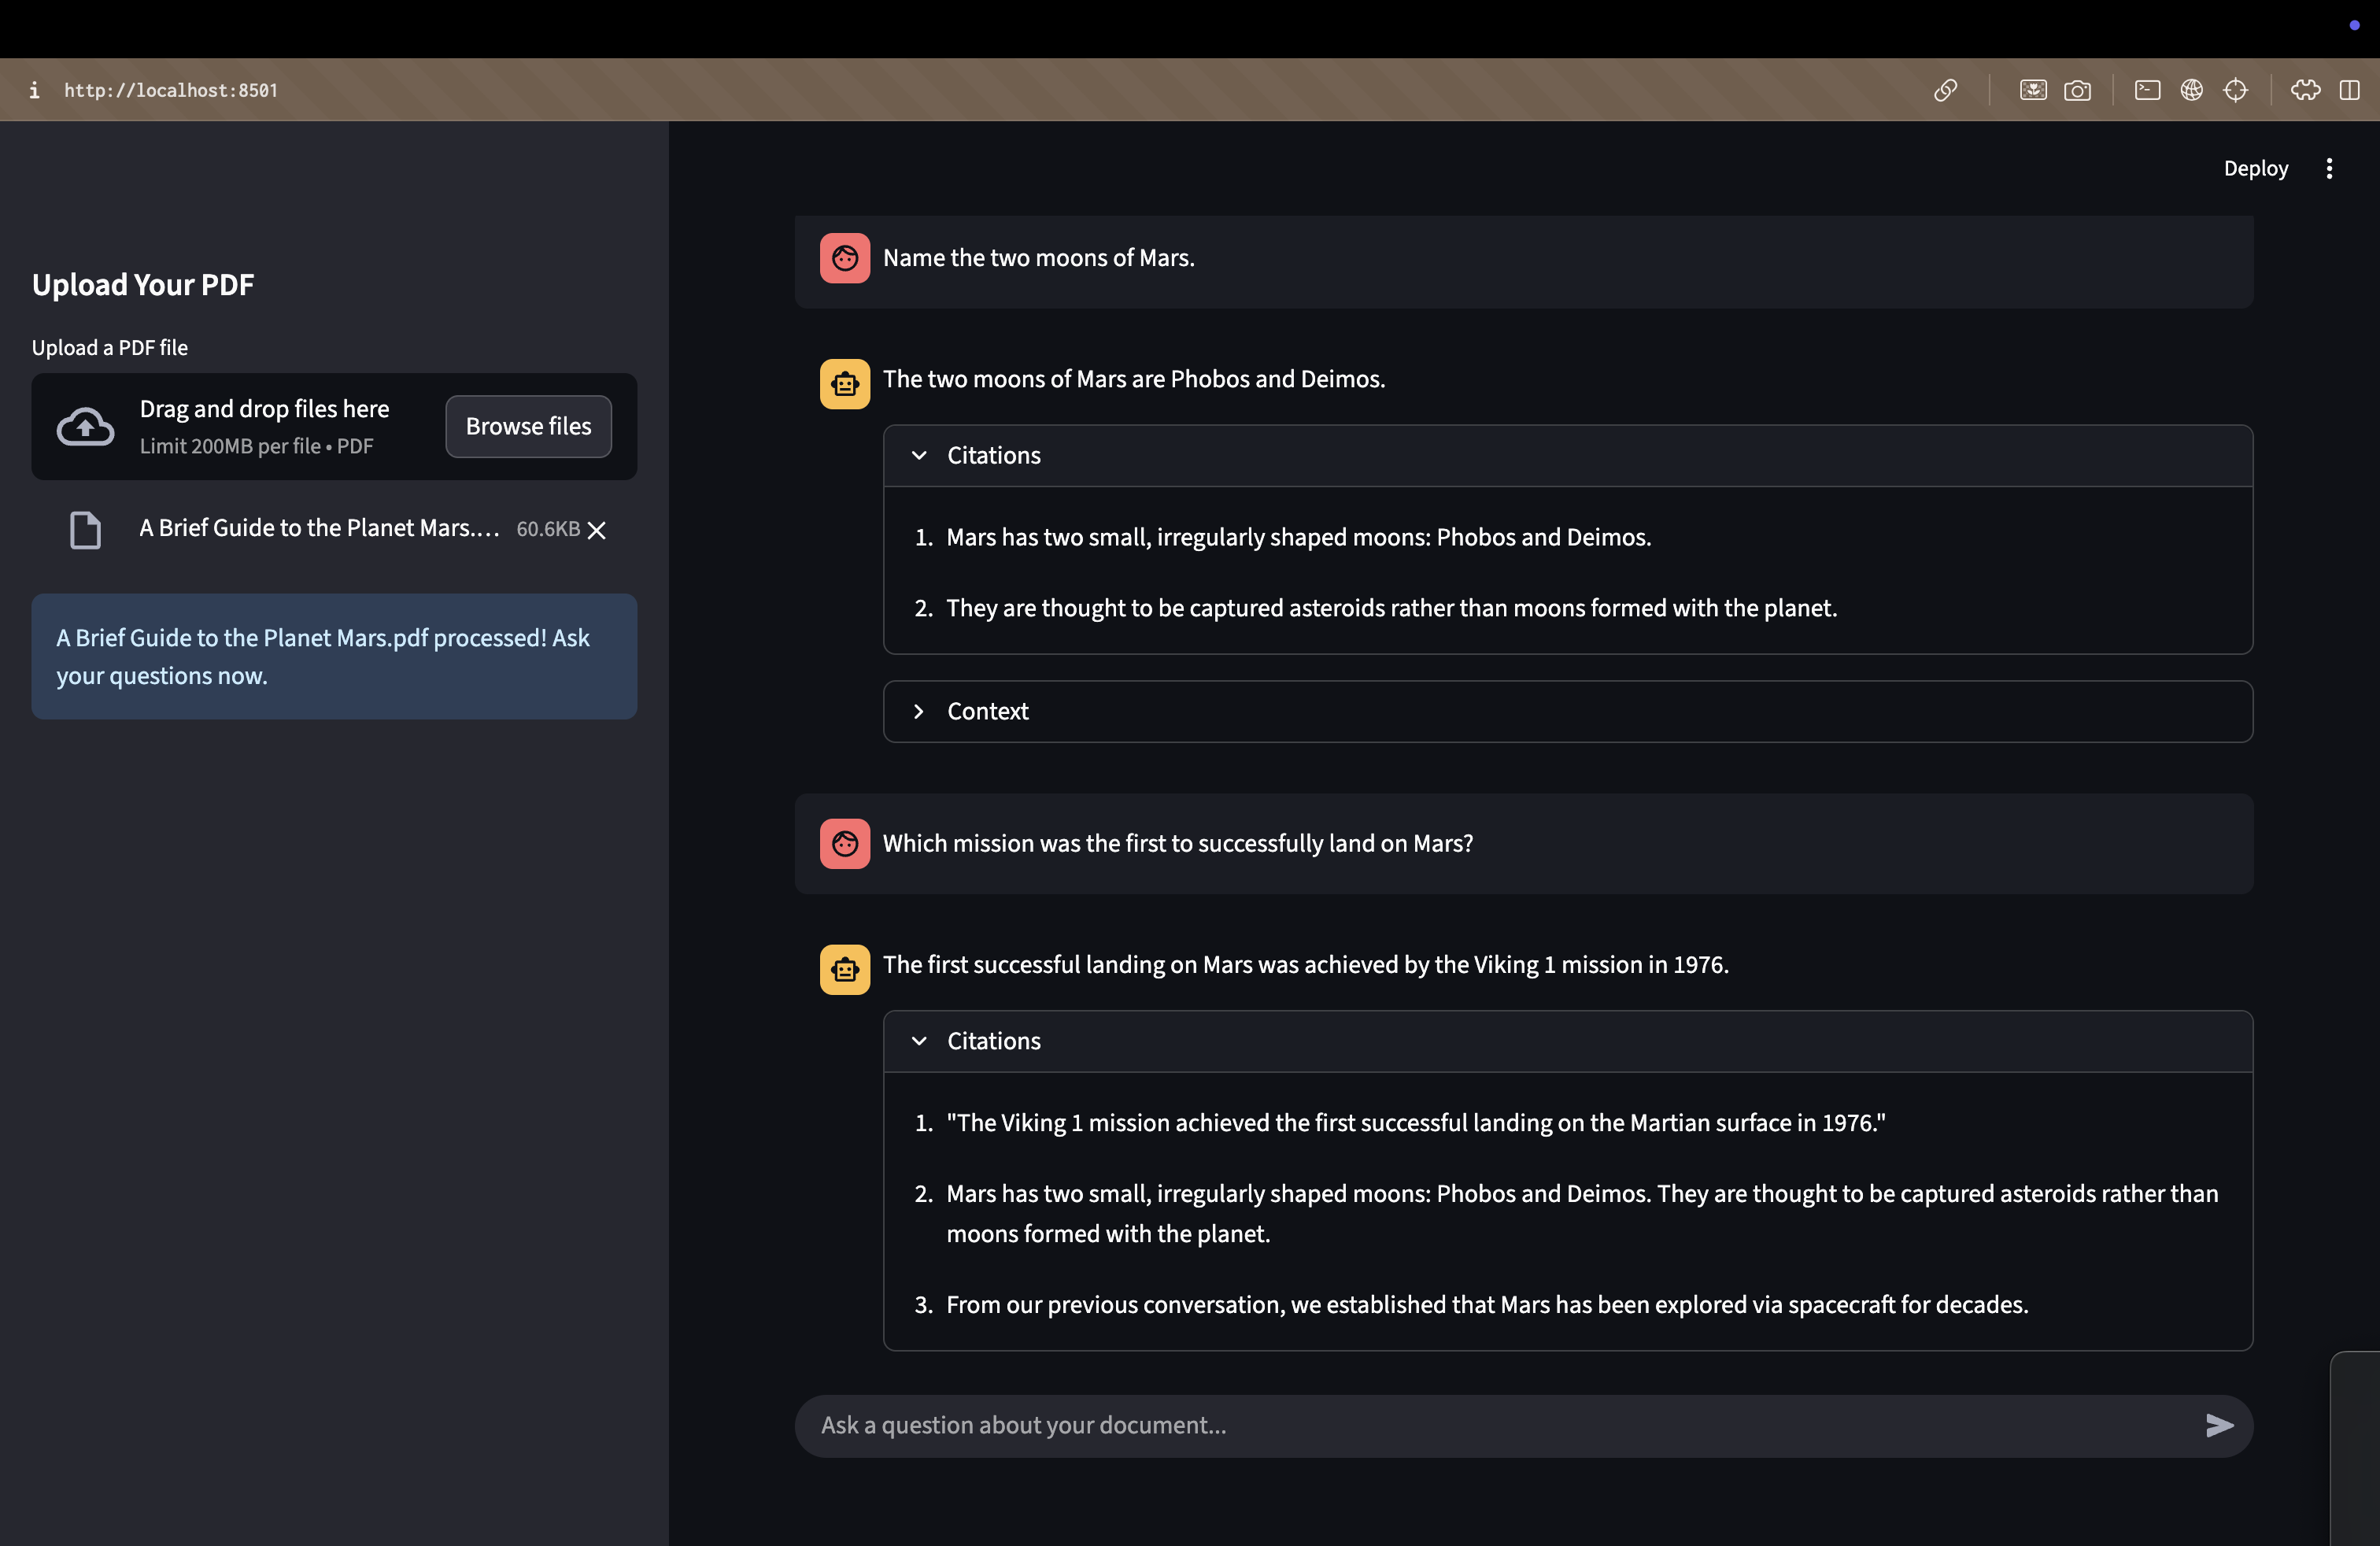 i http://localhost:8501
Deploy
Upload Your PDF
Upload a PDF file
Drag and drop files here
Limit 200MB per file • PDF
Browse files
A Brief Guide to the Planet Mars.... 60.6KB
A Brief Guide to the Planet Mars.pdf processed! Ask
your questions now.
Name the two moons of Mars.
The two moons of Mars are Phobos and Deimos.
Citations
1. Mars has two small, irregularly shaped moons: Phobos and Deimos.
2. They are thought to be captured asteroids rather than moons formed with the planet.
Context
Which mission was the first to successfully land on Mars?
The first successful landing on Mars was achieved by the Viking 1 mission in 1976.
Citations
1. "The Viking 1 mission achieved the first successful landing on the Martian surface in 1976."
2. Mars has two small, irregularly shaped moons: Phobos and Deimos. They are thought to be captured asteroids rather than
moons formed with the planet.
3. From our previous conversation, we established that Mars has been explored via spacecraft for decades.
Ask a question about your document...